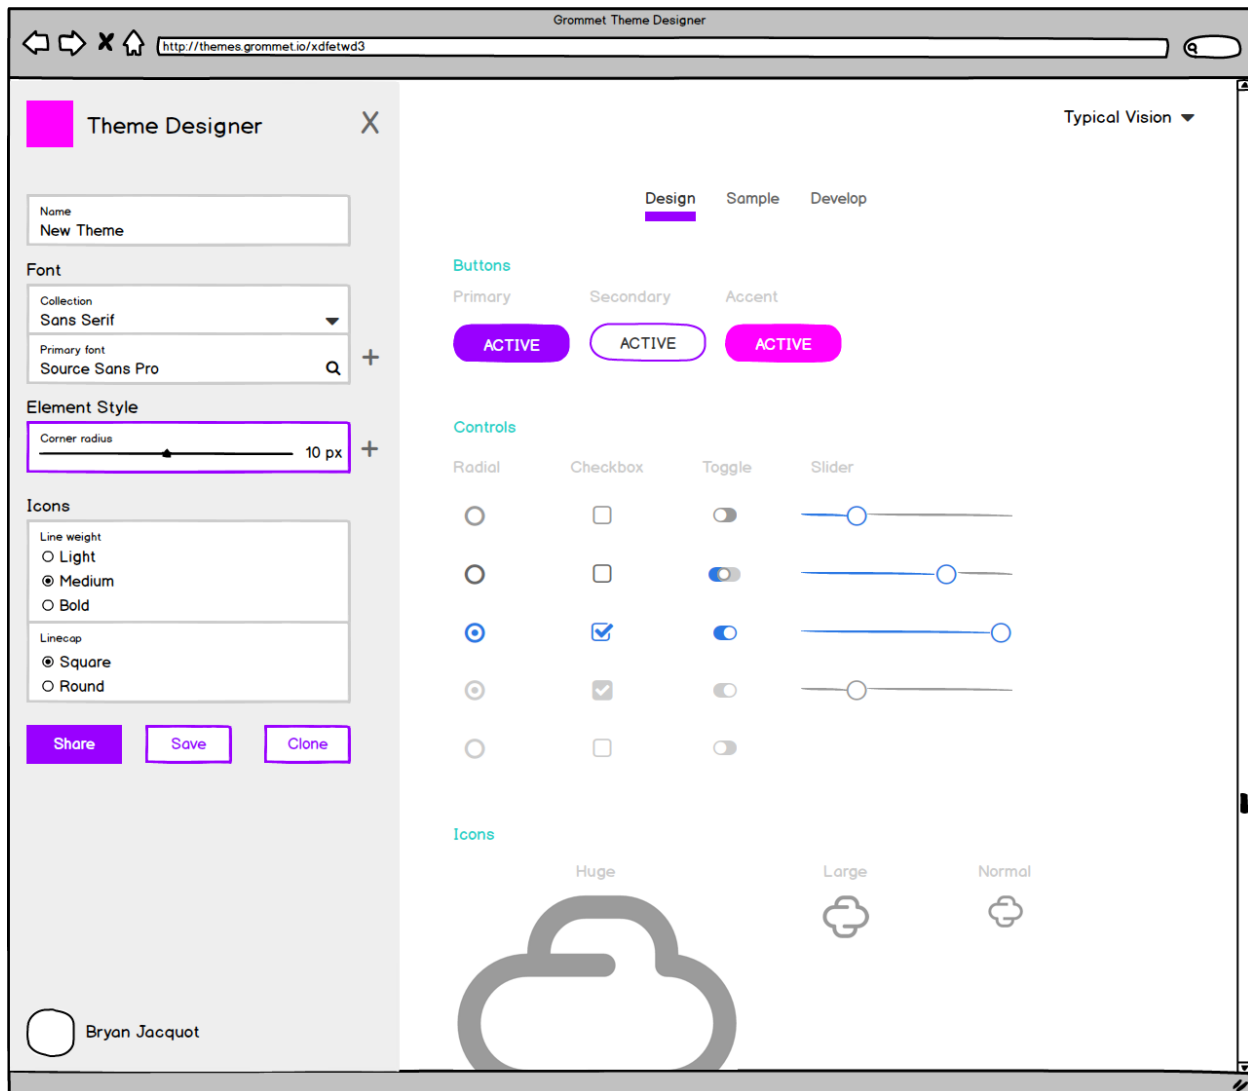 Grommet Theme Designer
http://themes.grommet.io/xdfetwd3
Theme Designer X
Name
New Theme
Font
Collection
Sans Serif
Primary font
Source Sans Pro
Element Style
Corner radius
10 px
Icons
Line weight
Light
Medium
Bold
Linecap
Square
Round
Share Save Clone
Bryan Jacquot
Typical Vision
Design Sample Develop
Buttons
Primary Secondary Accent
ACTIVE ACTIVE ACTIVE
Controls
Radial Checkbox Toggle Slider
Icons
Huge Large Normal